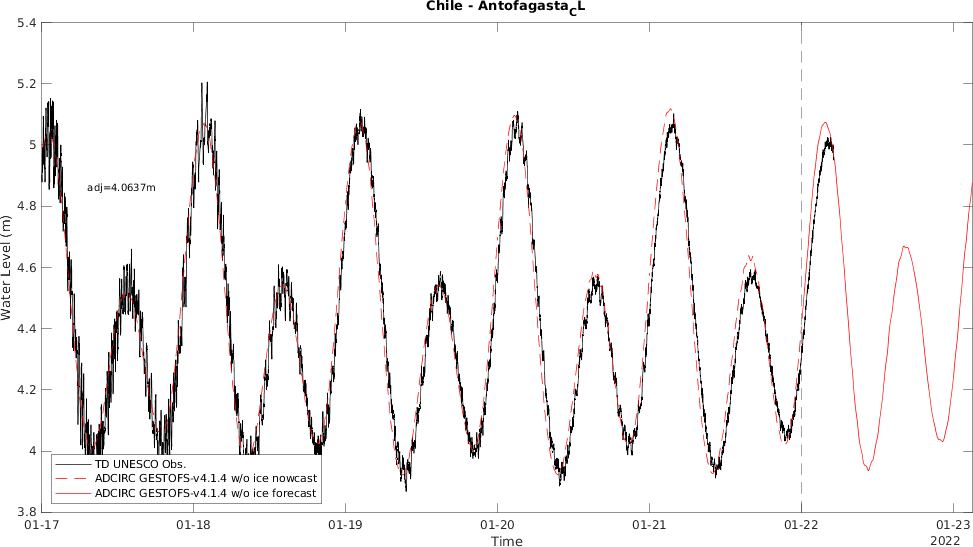 Chile - Antofagasta_CL
5.4
5.2
5
4.8
4.6
4.4
4.2
4
3.8
Water Level (m)
adj=4.0637m
TD UNESCO Obs.
ADCIRC GESTOFS-v4.1.4 w/o ice nowcast
ADCIRC GESTOFS-v4.1.4 w/o ice forecast
01-17
01-18
01-19
01-20
01-21
01-22
01-23
Time
2022